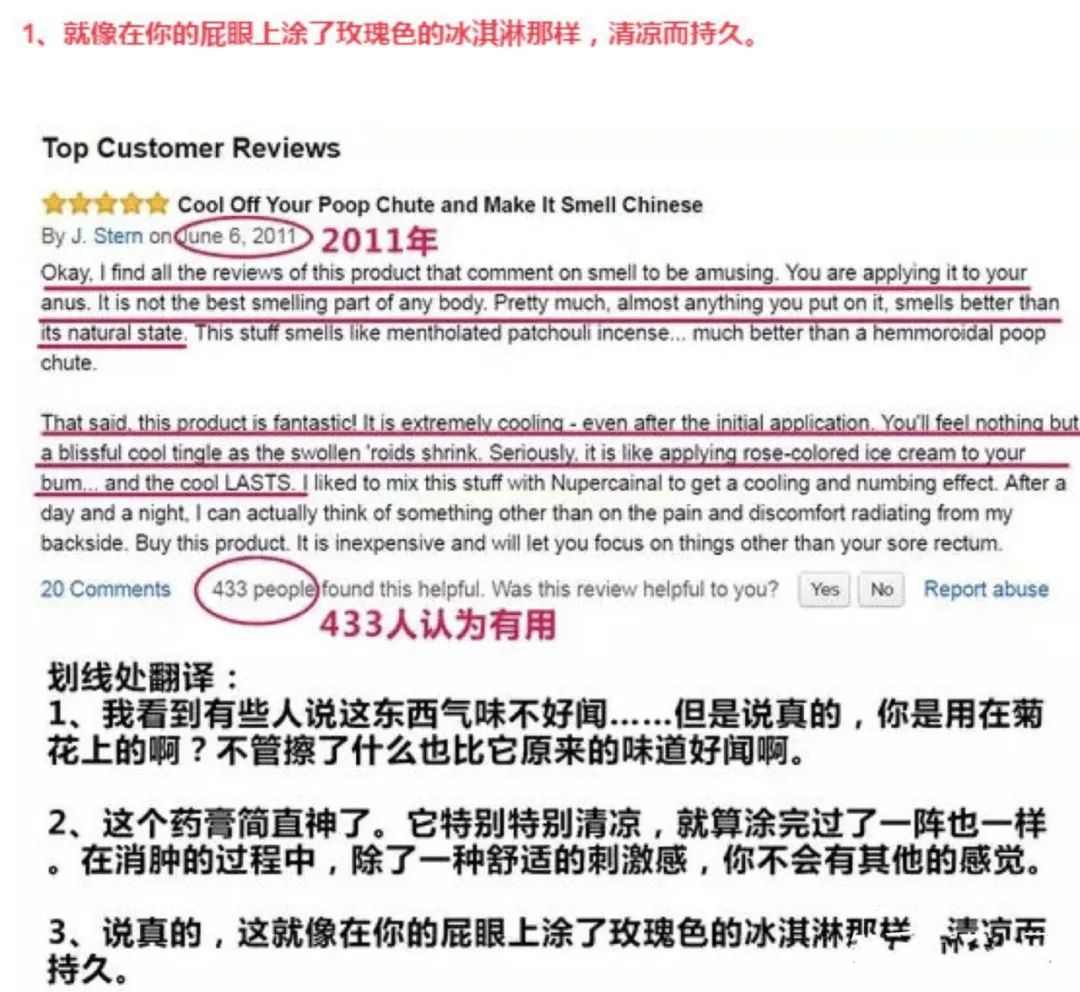 1、就像在你的屁眼上涂了玫瑰色的冰淇淋那样，清凉而持久。
Top Customer Reviews
Cool Off Your Poop Chute and Make It Smell Chinese
By J. Stern on June 6, 2011 2011年
Okay, I find all the reviews of this product that comment on smell to be amusing. You are applying it to your
anus. It is not the best smelling part of any body. Pretty much, almost anything you put on it, smells better than
its natural state. This stuff smells like mentholated patchouli incense... much better than a hemmoroidal poop
chute.
That said, this product is fantastic! It is extremely cooling - even after the initial application. You'll feel nothing but
a blissful cool tingle as the swollen 'roids shrink. Seriously, it is like applying rose-colored ice cream to your
bum... and the cool LASTS. I liked to mix this stuff with Nupercainal to get a cooling and numbing effect. After a
day and a night, I can actually think of something other than on the pain and discomfort radiating from my
backside. Buy this product. It is inexpensive and will let you focus on things other than your sore rectum.
20 Comments 433 people found this helpful. Was this review helpful to you? Yes No Report abuse
433人认为有用
划线处翻译：
1、我看到有些人说这东西气味不好闻……但是说真的，你是用在菊
花上的啊？不管擦了什么也比它原来的味道好闻啊。
2、这个药膏简直神了。它特别特别清凉，就算涂完过了一阵也一样
。在消肿的过程中，除了一种舒适的刺激感，你不会有其他的感觉。
3、说真的，这就像在你的屁眼上涂了玫瑰色的冰淇淋那样 清凉而
持久。